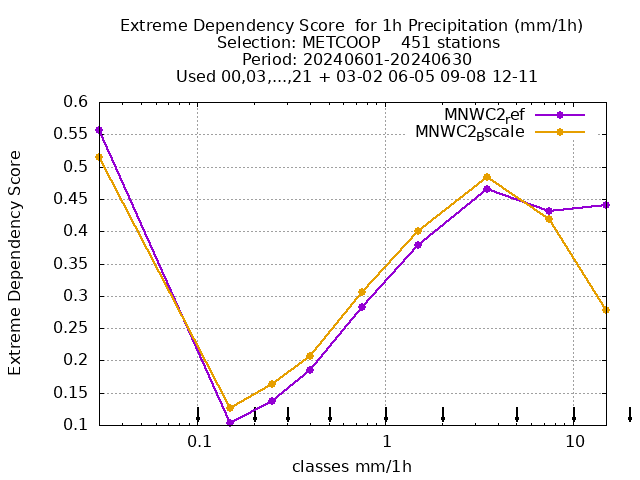 Extreme Dependency Score  for 1h Precipitation (mm/1h)
Selection: METCOOP    451 stations
Period: 20240601-20240630
Used 00,03,...,21 + 03-02 06-05 09-08 12-11
MNWC2ref
MNWC2Bscale
0.6
0.55
0.5
0.45
0.4
0.35
0.3
0.25
0.2
0.15
0.1
Extreme Dependency Score
0.1 1 10
classes mm/1h